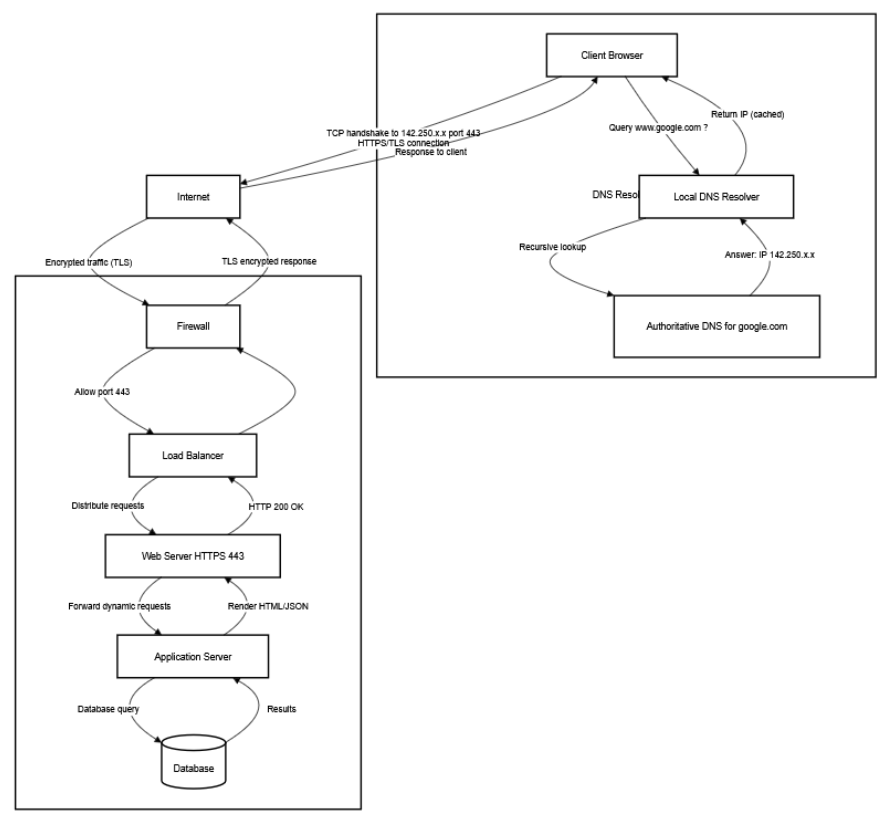 Client Browser
Return IP (cached)
Query www.google.com ?
TCP handshake to 142.250.x.x port 443
HTTPS/TLS connection
Response to client
Internet
DNS Resol
Local DNS Resolver
Recursive lookup
Answer: IP 142.250.x.x
Encrypted traffic (TLS)
TLS encrypted response
Firewall
Authoritative DNS for google.com
Allow port 443
Load Balancer
Distribute requests
HTTP 200 OK
Web Server HTTPS 443
Forward dynamic requests
Render HTML/JSON
Application Server
Database query
Results
Database